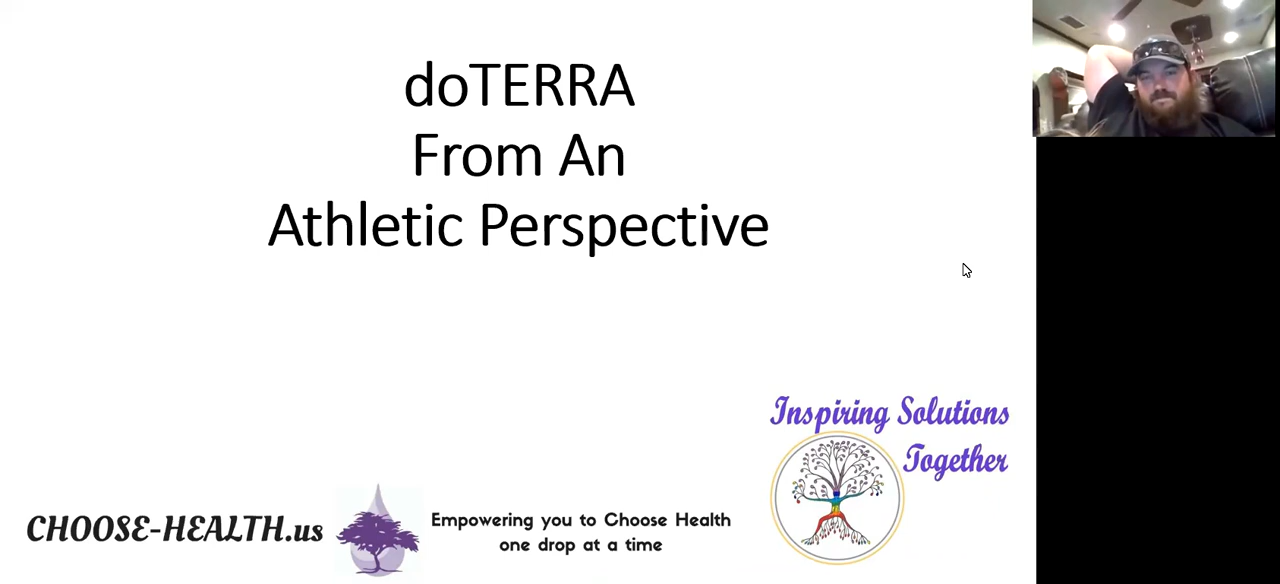 doTERRA
From An
Athletic Perspective
Inspiring Solutions
Together
CHOOSE-HEALTH.us
Empowering you to Choose Health
one drop at a time